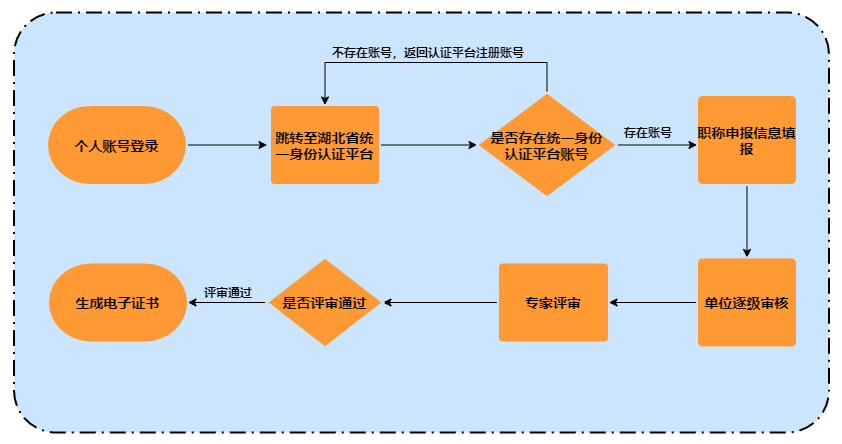 不存在账号，返回认证平台注册账号
个人账号登录
跳转至湖北省统
一身份认证平台
是否存在统一身份
认证平台账号
存在账号
职称申报信息填
报
生成电子证书
评审通过
是否评审通过
专家评审
单位逐级审核